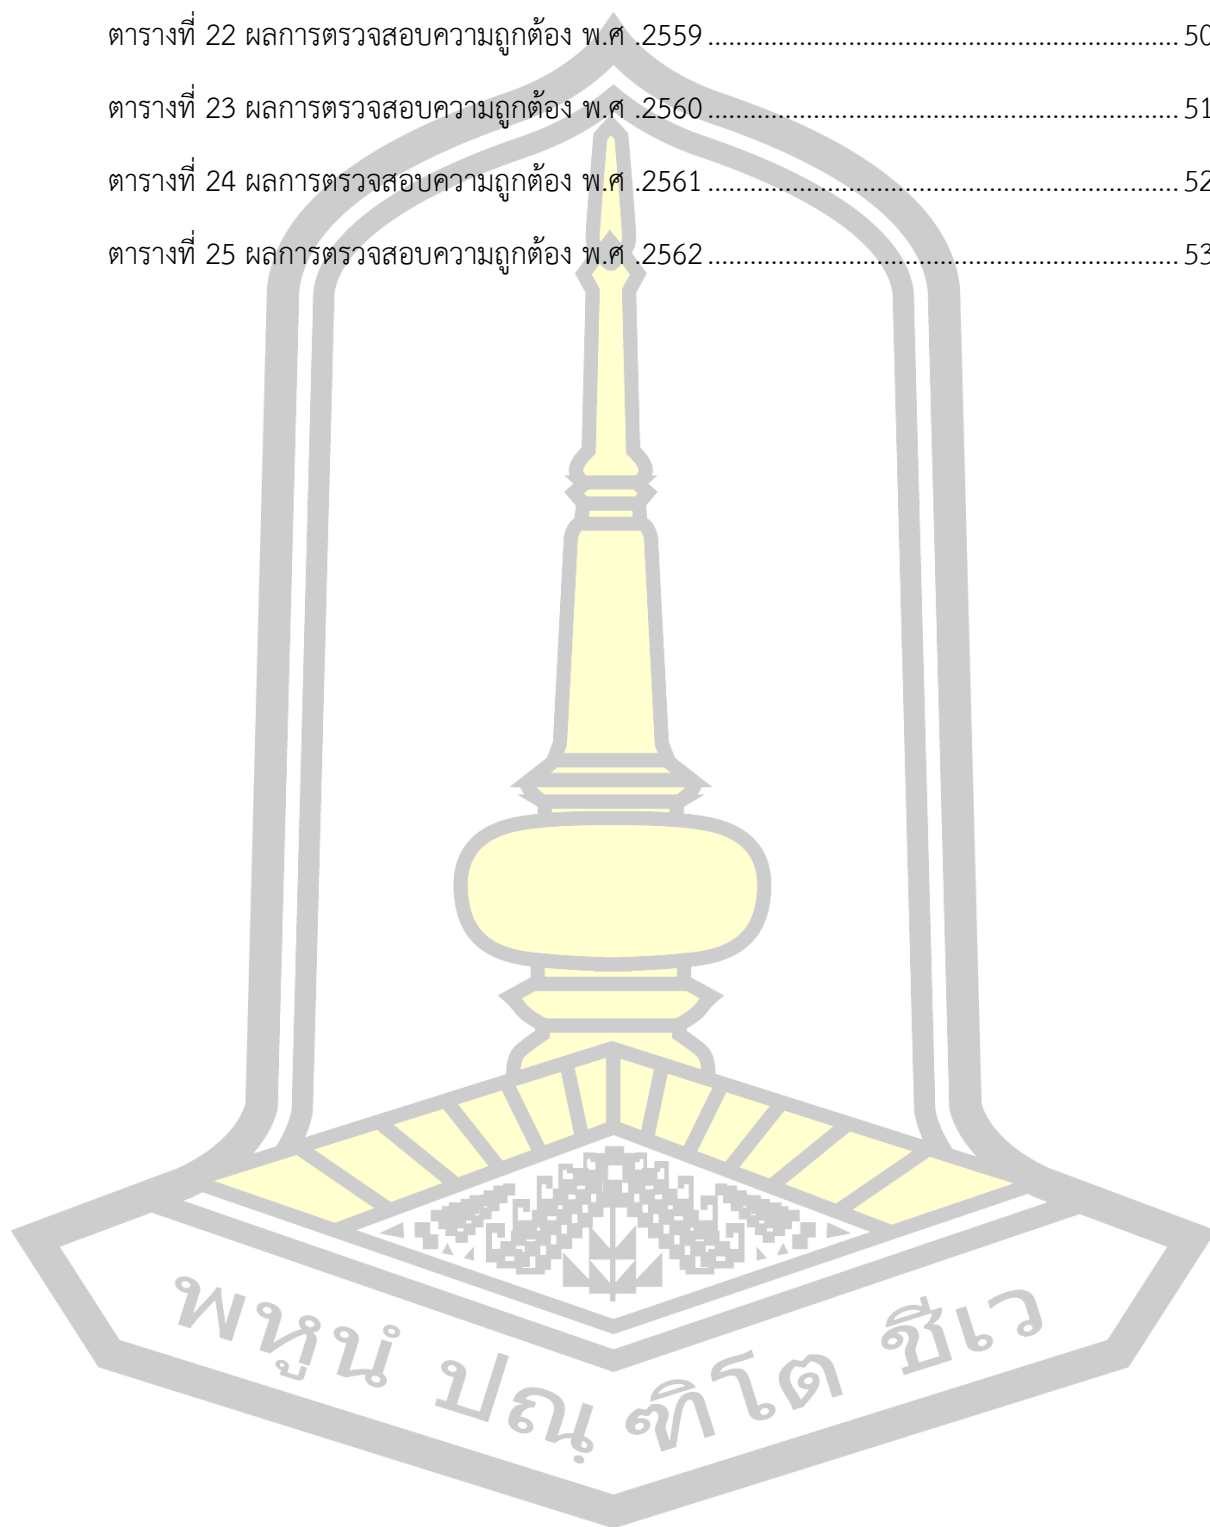 ตารางที่ 22 ผลการตรวจสอบความถูกต้อง พ.ศ .2559 ............................................................ 50
ตารางที่ 23 ผลการตรวจสอบความถูกต้อง พ.ศ .2560 ............................................................ 51
ตารางที่ 24 ผลการตรวจสอบความถูกต้อง พ.ศ .2561 ............................................................ 52
ตารางที่ 25 ผลการตรวจสอบความถูกต้อง พ.ศ .2562 ............................................................ 53
พหูนํ ปณฺ ฑิโต ชีเว